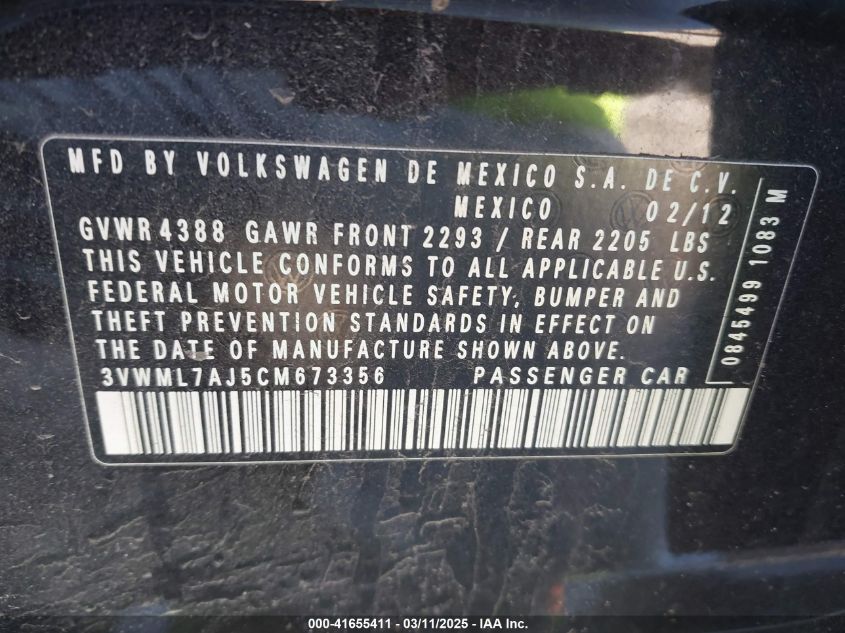 MFD BY VOLKSWAGEN DE MEXICO S.A. DE C.V.
MEXICO 02/12
GVWR 4388 GAWR FRONT 2293 / REAR 2205 LBS
THIS VEHICLE CONFORMS TO ALL APPLICABLE U.S.
FEDERAL MOTOR VEHICLE SAFETY, BUMPER AND
THEFT PREVENTION STANDARDS IN EFFECT ON
THE DATE OF MANUFACTURE SHOWN ABOVE.
3VWML7AJ5CM673356 PASSENGER CAR
0845499 1083 M
000-41655411 - 03/11/2025 - IAA Inc.